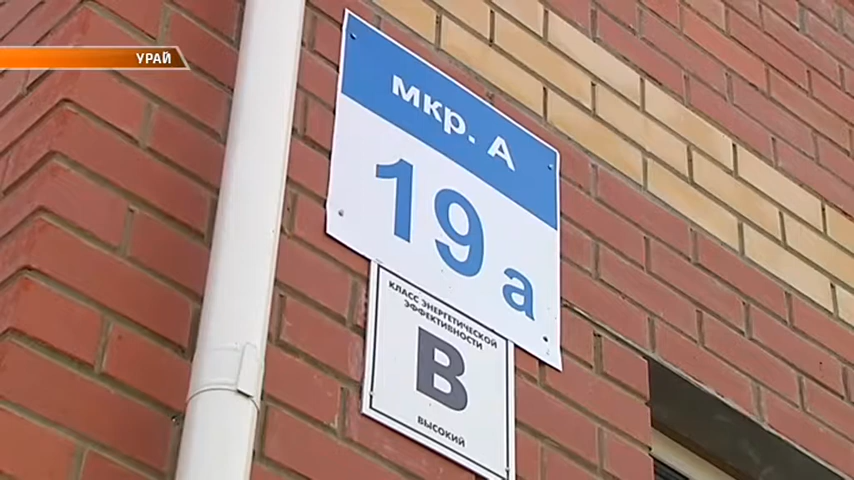 УРАЙ
мкр. А
19 а
КЛАСС ЭНЕРГЕТИЧЕСКОЙ
ЭФФЕКТИВНОСТИ
В
ВЫСОКИЙ